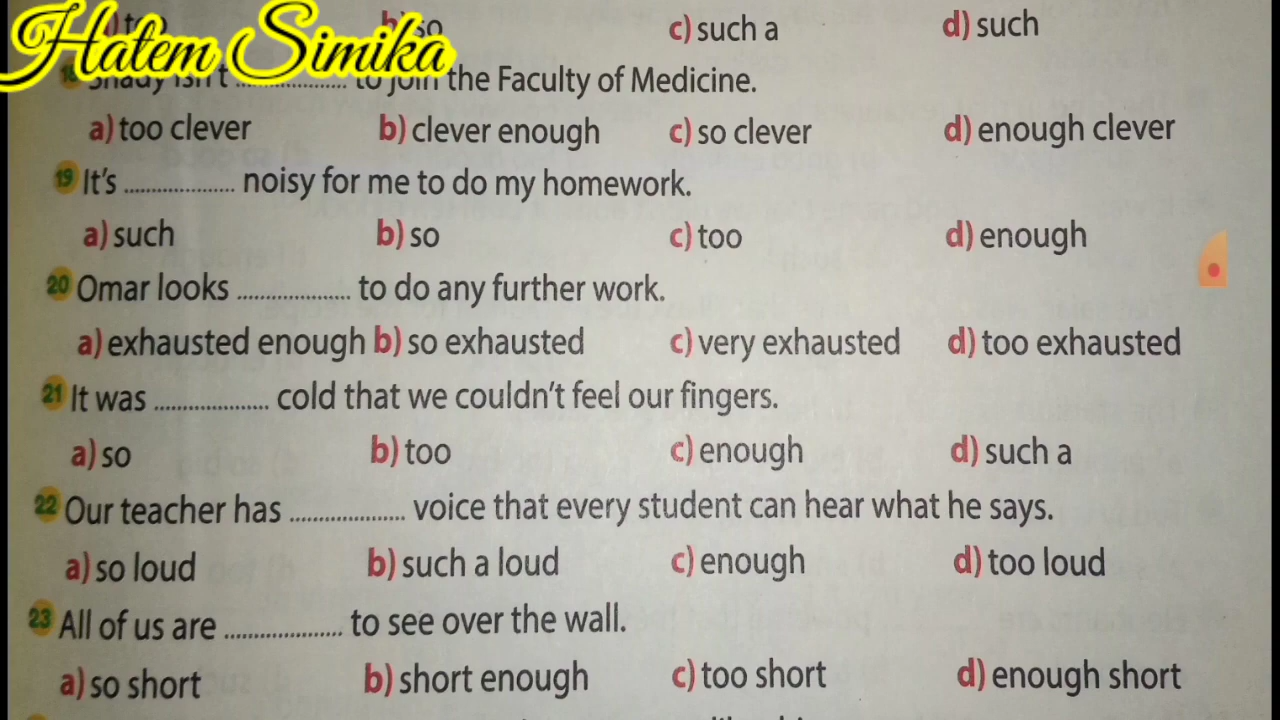 Hatem Simika
a) too b) so c) such a d) such
18 Shady isn't .................... to join the Faculty of Medicine.
a) too clever b) clever enough c) so clever d) enough clever
19 It's .................... noisy for me to do my homework.
a) such b) so c) too d) enough
20 Omar looks .................... to do any further work.
a) exhausted enough b) so exhausted c) very exhausted d) too exhausted
21 It was .................... cold that we couldn't feel our fingers.
a) so b) too c) enough d) such a
22 Our teacher has .................... voice that every student can hear what he says.
a) so loud b) such a loud c) enough d) too loud
23 All of us are .................... to see over the wall.
a) so short b) short enough c) too short d) enough short